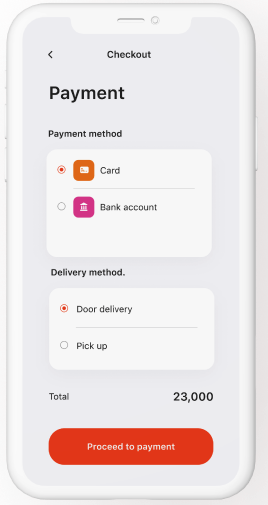 Checkout
Payment
Payment method
Card
Bank account
Delivery method.
Door delivery
Pick up
Total 23,000
Proceed to payment